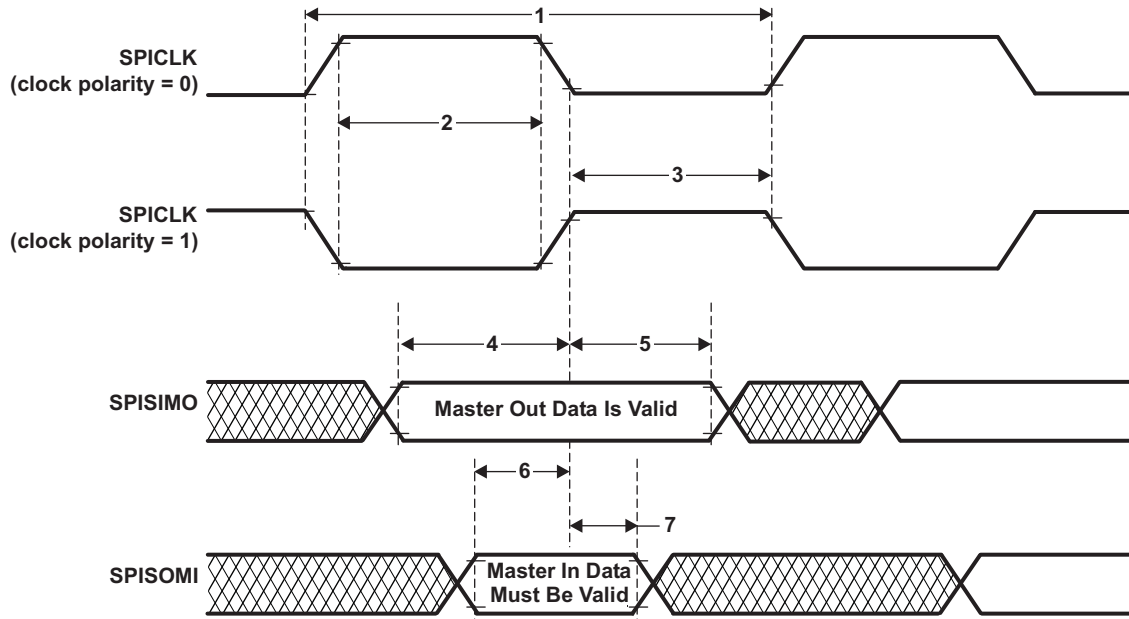 1
SPICLK
(clock polarity = 0)
2
3
SPICLK
(clock polarity = 1)
4
5
SPISIMO
Master Out Data Is Valid
6
7
SPISOMI
Master In Data
Must Be Valid